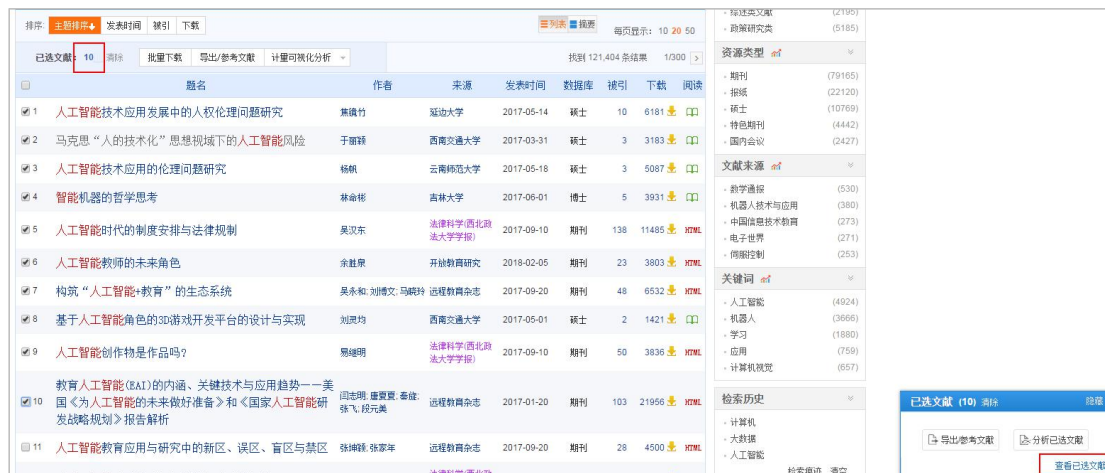 排序: 主题排序 发表时间 被引 下载 列表 摘要 每页显示: 10 20 50
已选文献: 10 清除 批量下载 导出/参考文献 计量可视化分析 找到 121,404 条结果 1/300
题名 作者 来源 发表时间 数据库 被引 下载 阅读
1 人工智能技术应用发展中的人权伦理问题研究 焦镜竹 延边大学 2017-05-14 硕士 10 6181
2 马克思“人的技术化”思想视域下的人工智能风险 于丽颖 西南交通大学 2017-03-31 硕士 3 3183
3 人工智能技术应用的伦理问题研究 杨帆 云南师范大学 2017-05-18 硕士 3 5087
4 智能机器的哲学思考 林命彬 吉林大学 2017-06-01 博士 5 3931
5 人工智能时代的制度安排与法律规制 吴汉东 法律科学(西北政法大学学报) 2017-09-10 期刊 138 11485 HTML
6 人工智能教师的未来角色 余胜泉 开放教育研究 2018-02-05 期刊 23 3803 HTML
7 构筑“人工智能+教育”的生态系统 吴永和; 刘博文; 马晓玲 远程教育杂志 2017-09-20 期刊 48 6532 HTML
8 基于人工智能角色的3D游戏开发平台的设计与实现 刘灵均 西南交通大学 2017-05-01 硕士 2 1421
9 人工智能创作物是作品吗? 易继明 法律科学(西北政法大学学报) 2017-09-10 期刊 50 3836 HTML
10 教育人工智能(EAI)的内涵、关键技术与应用趋势——美国《为人工智能的未来做好准备》和《国家人工智能研发战略规划》报告解析 闫志明; 唐夏夏; 秦旋; 张飞; 段元美 远程教育杂志 2017-01-20 期刊 103 21956 HTML
11 人工智能教育应用与研究中的新区、误区、盲区与禁区 张坤颖; 张家年 远程教育杂志 2017-09-20 期刊 28 4500 HTML
综述类文献 (2195)
政策研究类 (5185)
资源类型
期刊 (79165)
报纸 (22120)
硕士 (10769)
特色期刊 (4442)
国内会议 (2427)
文献来源
数学通报 (530)
机器人技术与应用 (380)
中国信息技术教育 (273)
电子世界 (271)
伺服控制 (253)
关键词
人工智能 (4924)
机器人 (3666)
学习 (1880)
应用 (759)
计算机视觉 (657)
检索历史
计算机
大数据
人工智能
检索痕迹 清空
已选文献 (10) 清除 隐藏
导出/参考文献 分析已选文献
查看已选文献